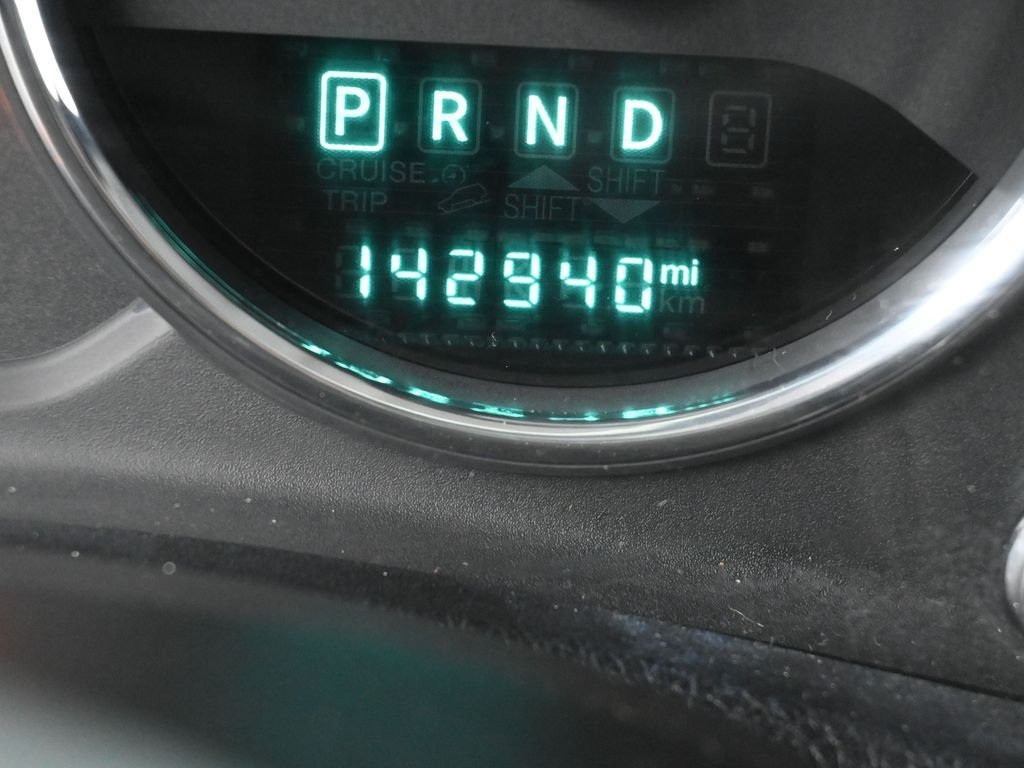 P R N D
CRUISE SHIFT
TRIP SHIFT
142940 mi
km